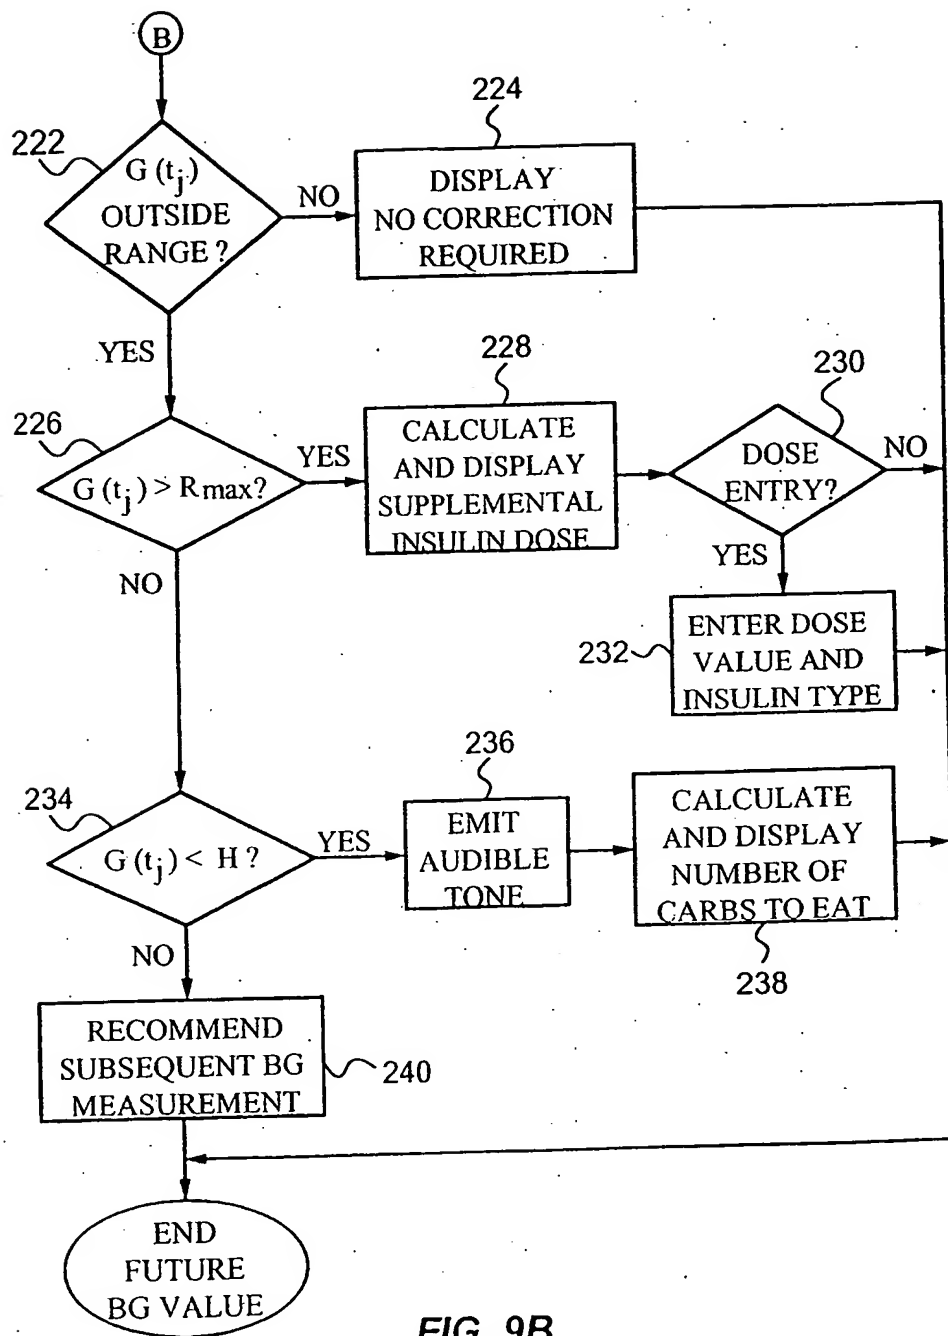 B
222
G (tj)
OUTSIDE
RANGE ?
NO
224
DISPLAY
NO CORRECTION
REQUIRED
YES
226
G (tj) > Rmax?
YES
228
CALCULATE
AND DISPLAY
SUPPLEMENTAL
INSULIN DOSE
230
DOSE
ENTRY?
NO
YES
232
ENTER DOSE
VALUE AND
INSULIN TYPE
NO
234
G (tj) < H ?
YES
236
EMIT
AUDIBLE
TONE
CALCULATE
AND DISPLAY
NUMBER OF
CARBS TO EAT
238
NO
RECOMMEND
SUBSEQUENT BG
MEASUREMENT
240
END
FUTURE
BG VALUE
FIG. 9B